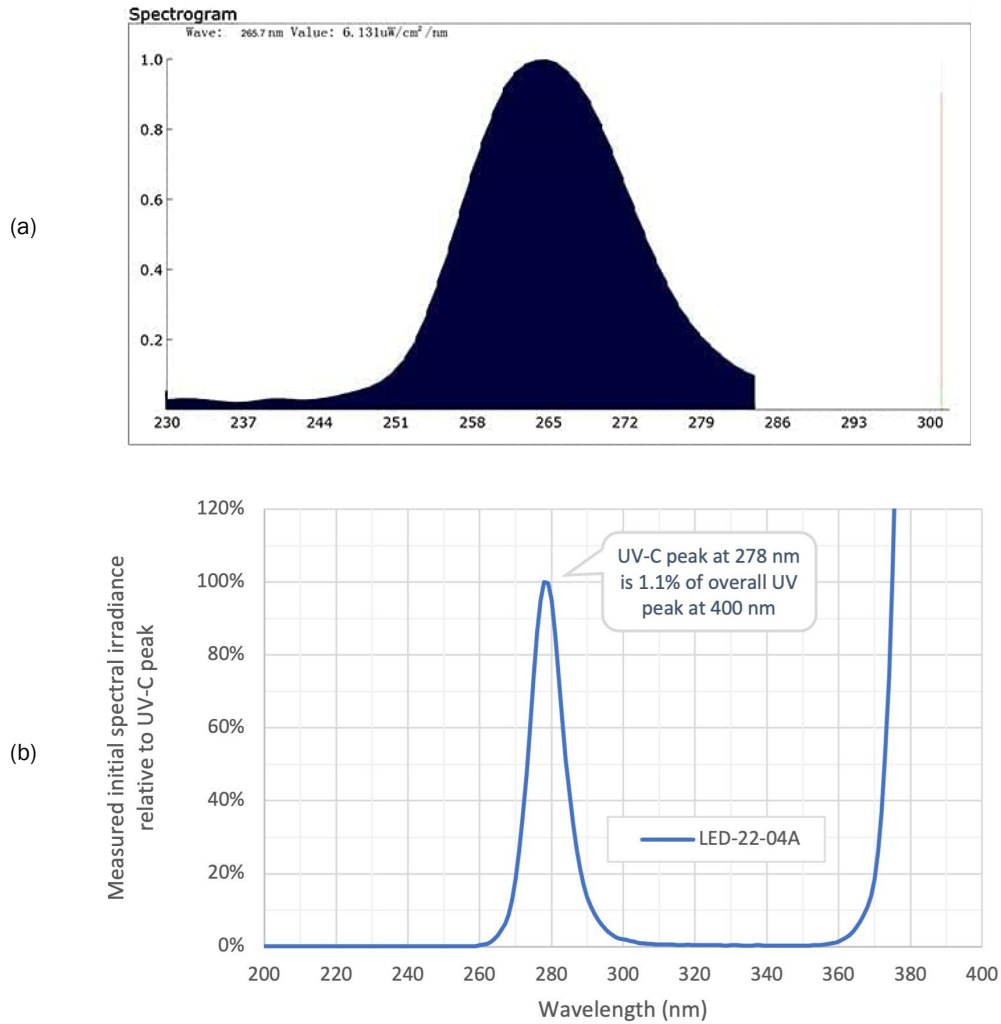 Spectrogram
Wave: 265.7 nm Value: 6.131uW/cm²/nm
(a)
1.0
0.8
0.6
0.4
0.2
230 237 244 251 258 265 272 279 286 293 300
(b)
Measured initial spectral irradiance
relative to UV-C peak
120%
100%
80%
60%
40%
20%
0%
UV-C peak at 278 nm
is 1.1% of overall UV
peak at 400 nm
LED-22-04A
200 220 240 260 280 300 320 340 360 380 400
Wavelength (nm)